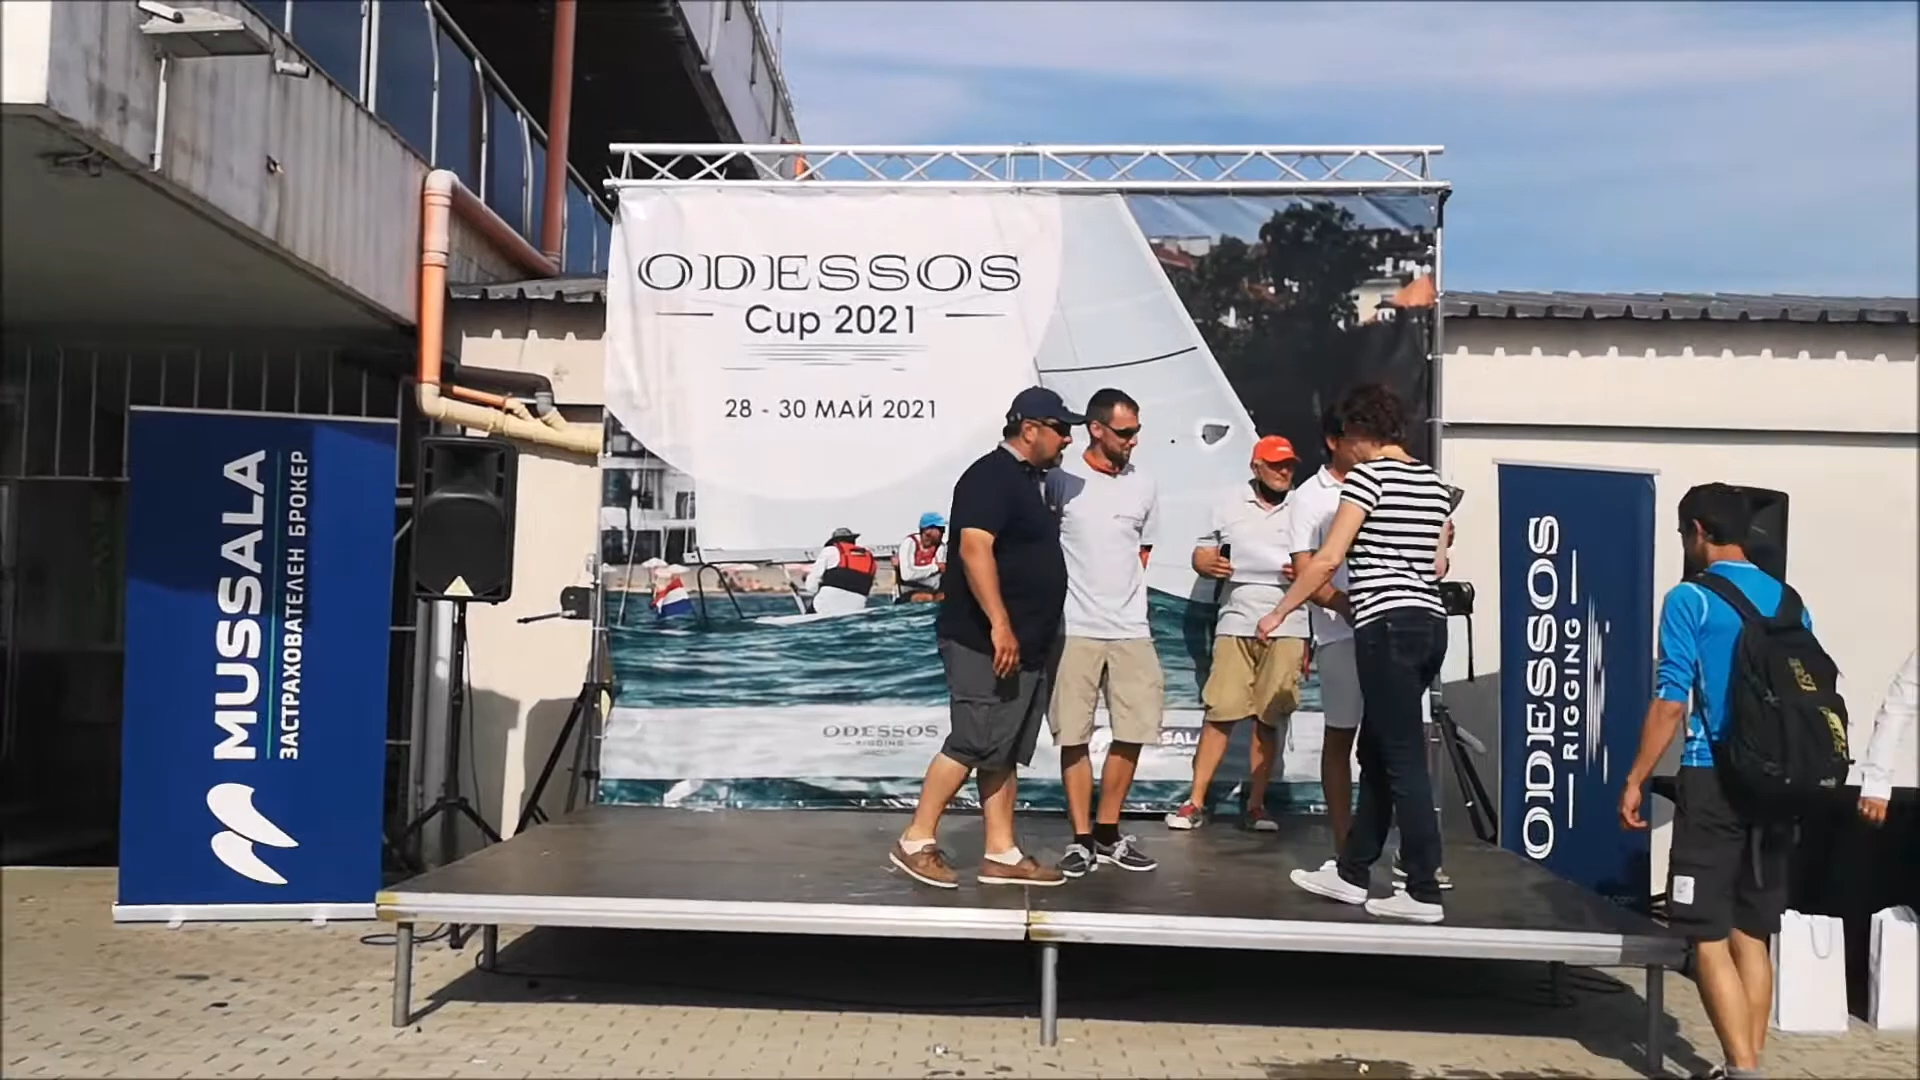 ODESSOS
Cup 2021
28 - 30 МАЙ 2021
MUSSALA
ЗАСТРАХОВАТЕЛЕН БРОКЕР
ODESSOS
RIGGING
ODESSOS
RIGGING